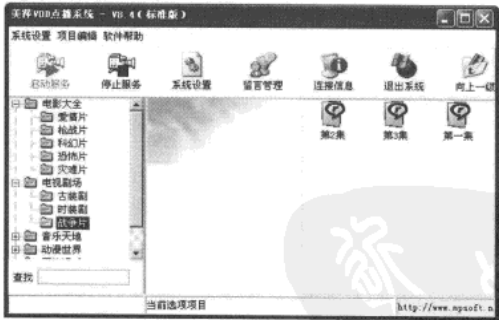 美萍VOD点播系统 - V8.4(标准版)
系统设置 项目编辑 软件帮助
启动服务 停止服务 系统设置 留言管理 连接信息 退出系统 向上一级
电影大全
爱情片
枪战片
科幻片
恐怖片
灾难片
电视剧场
古装剧
时装剧
战争片
音乐天地
动漫世界
第2集 第3集 第一集
查找
当前选项项目
http://www.mpsoft.n